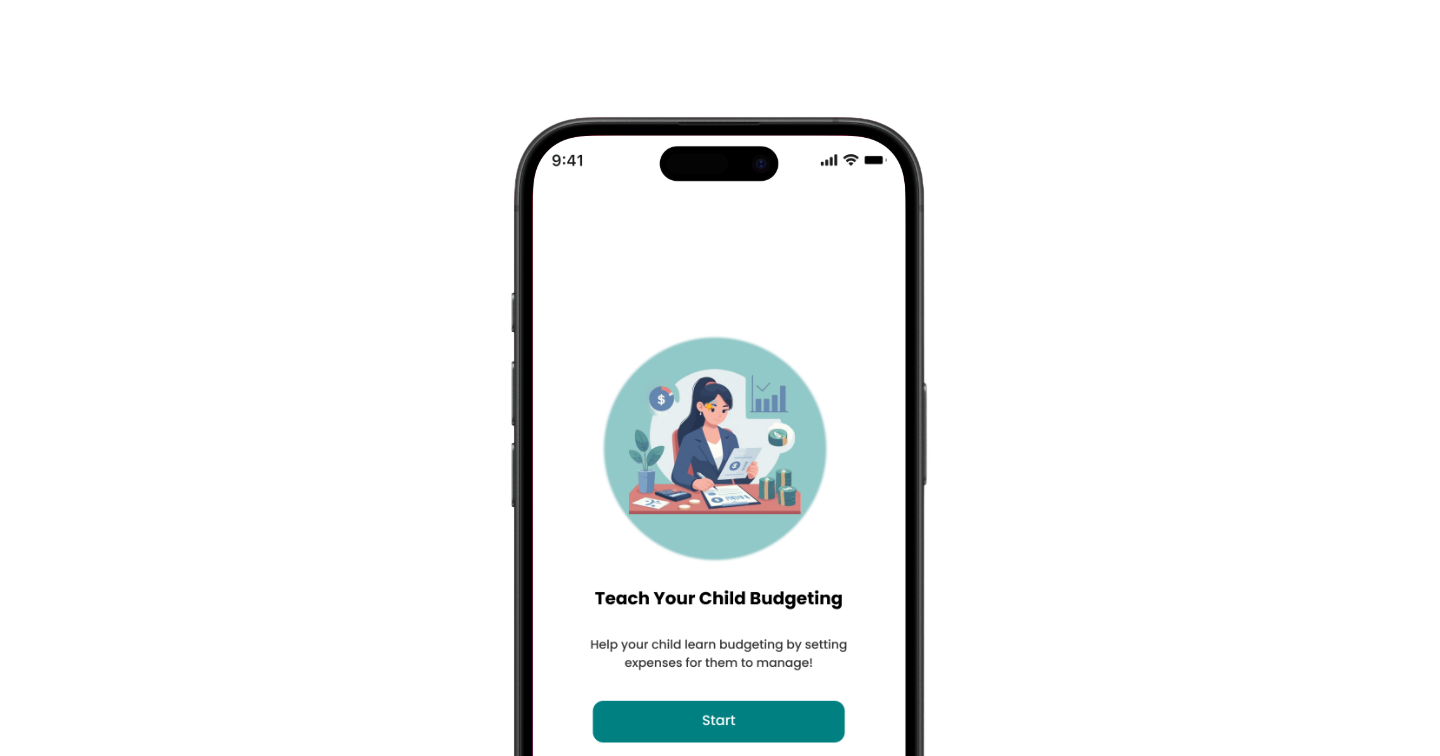 9:41
$
Teach Your Child Budgeting
Help your child learn budgeting by setting
expenses for them to manage!
Start